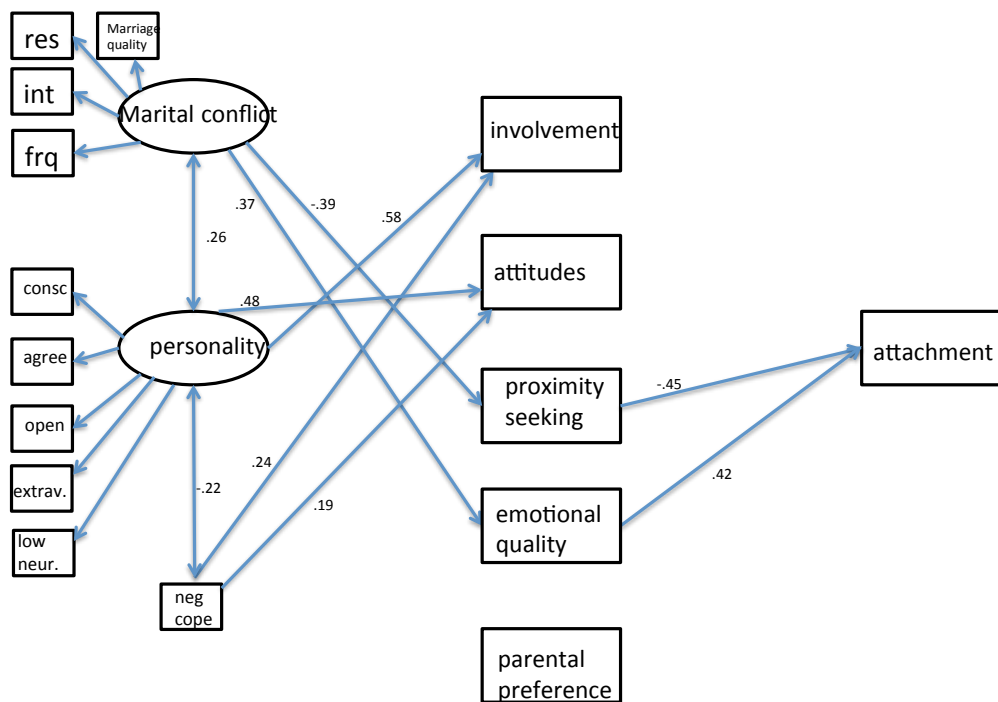 res
Marriage
quality
int
Marital conflict
frq
involvement
.37
-.39
.58
.26
consc
attitudes
.48
personality
agree
attachment
proximity
seeking
-.45
open
.24
extrav.
-.22
.19
.42
emotional
quality
low
neur.
neg
cope
parental
preference